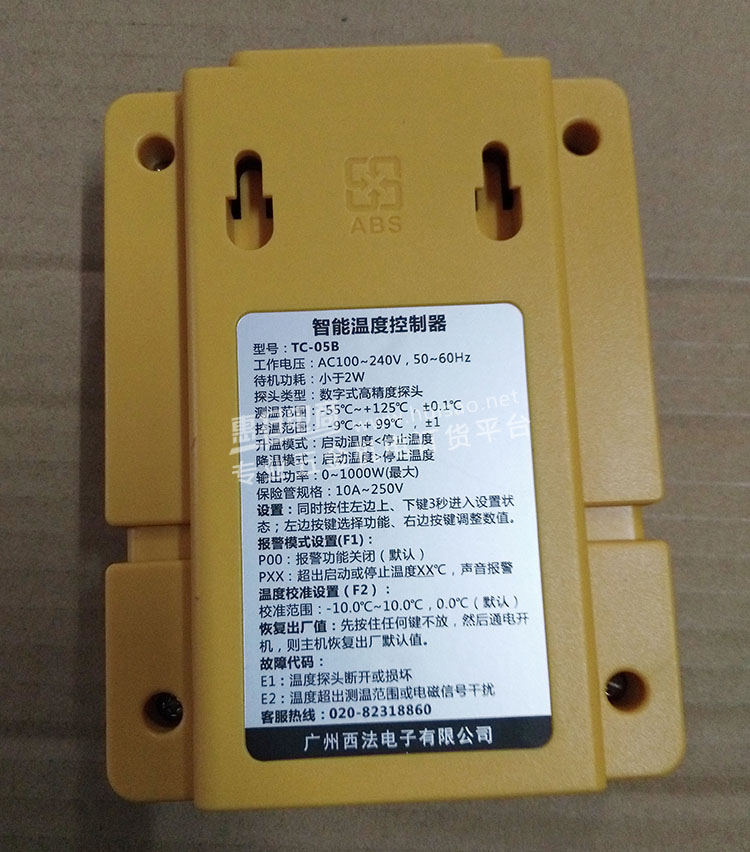 ABS
智能温度控制器
型号：TC-05B
工作电压：AC100~240V，50~60Hz
待机功耗：小于2W
探头类型：数字式高精度探头
测温范围：-55℃~+125℃，±0.1℃
控温范围：-9℃~+ 99℃，±1
升温模式：启动温度<停止温度
降温模式：启动温度>停止温度
输出功率：0~1000W(最大)
保险管规格：10A~250V
设置：同时按住左边上、下键3秒进入设置状
态；左边按键选择功能、右边按键调整数值。
报警模式设置(F1)：
P00：报警功能关闭（默认）
PXX：超出启动或停止温度XX℃，声音报警
温度校准设置（F2）：
校准范围：-10.0℃~10.0℃，0.0℃（默认）
恢复出厂值：先按住任何键不放，然后通电开
机，则主机恢复出厂默认值。
故障代码：
E1：温度探头断开或损坏
E2：温度超出测温范围或电磁信号干扰
客服热线：020-82318860
广州西法电子有限公司